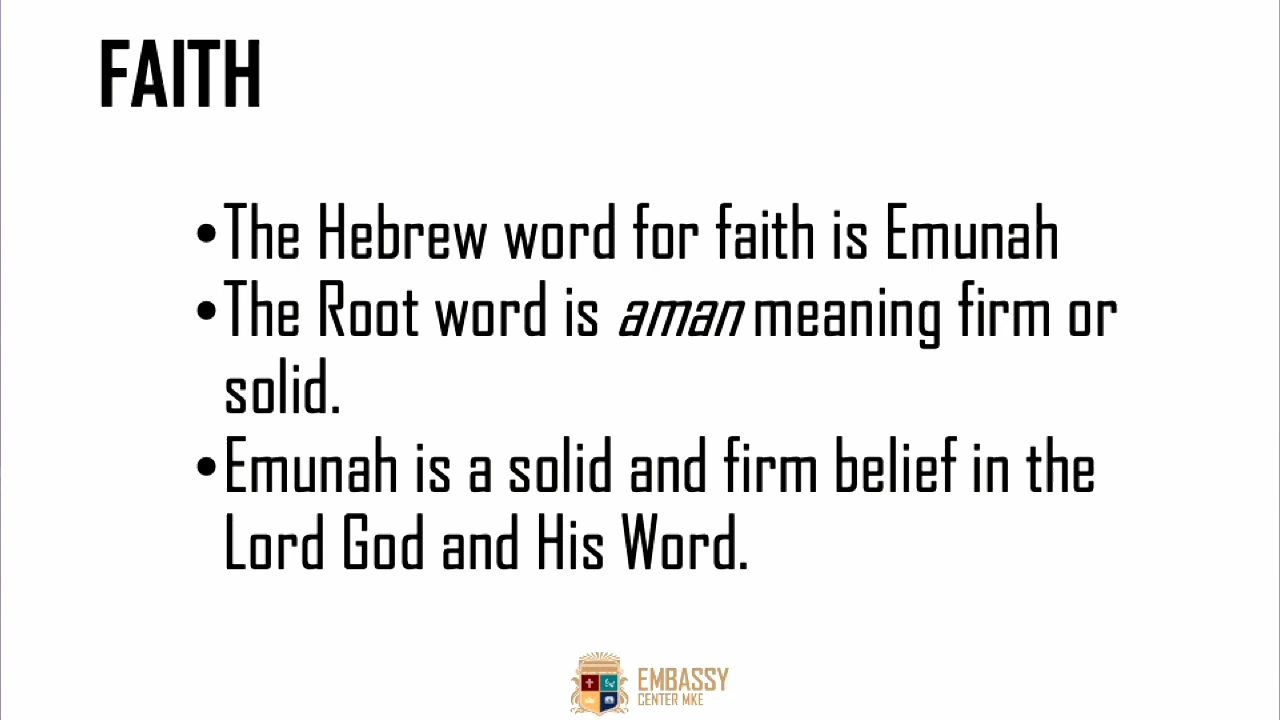 FAITH
•The Hebrew word for faith is Emunah
•The Root word is aman meaning firm or
solid.
•Emunah is a solid and firm belief in the
Lord God and His Word.
EMBASSY
CENTER MKE